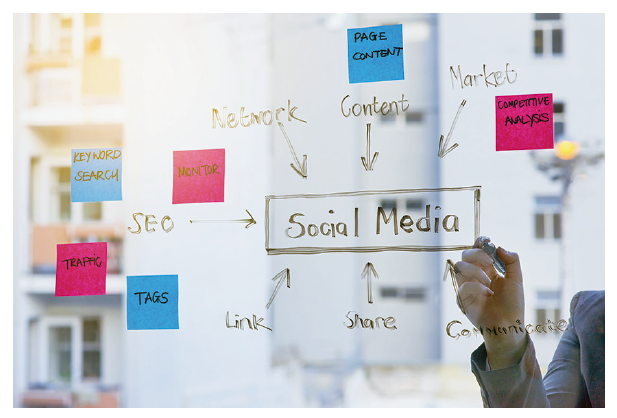 PAGE
CONTENT
Market
COMPETITIVE
ANALYSIS
Content
Network
KEYWORD
SEARCH
MONITOR
SEO
Social Media
TRAFFIC
TAGS
Link
Share
Communicate